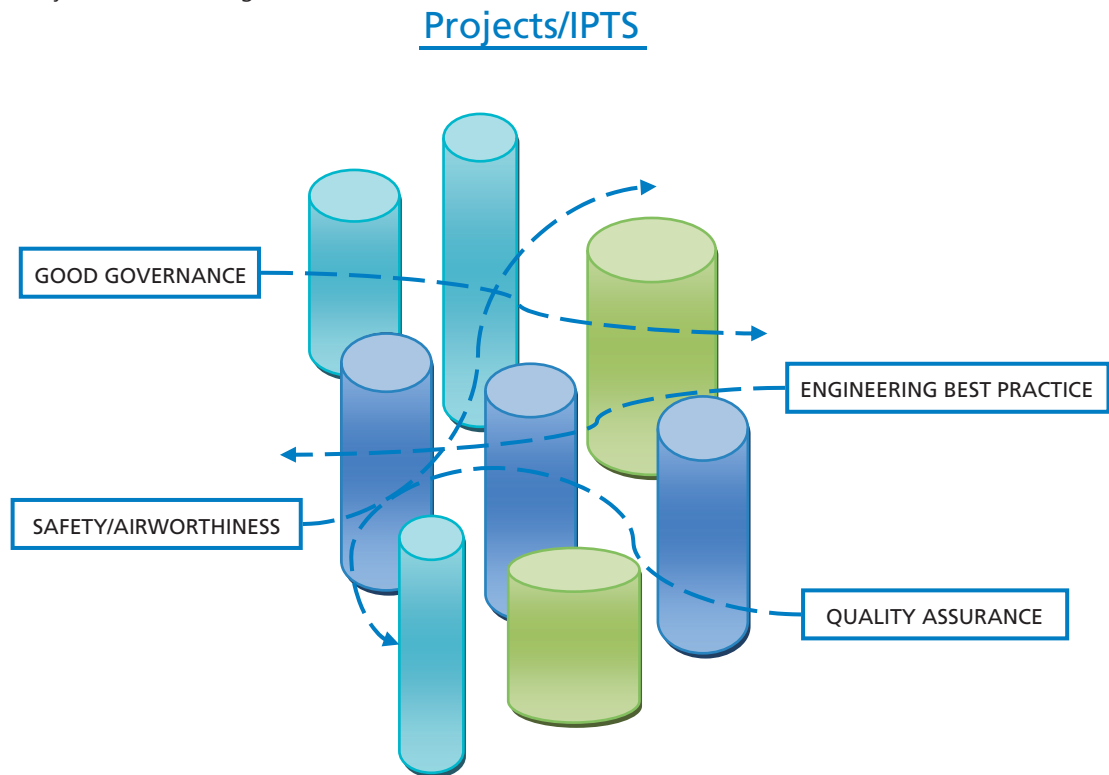 Projects/IPTS
GOOD GOVERNANCE
ENGINEERING BEST PRACTICE
SAFETY/AIRWORTHINESS
QUALITY ASSURANCE